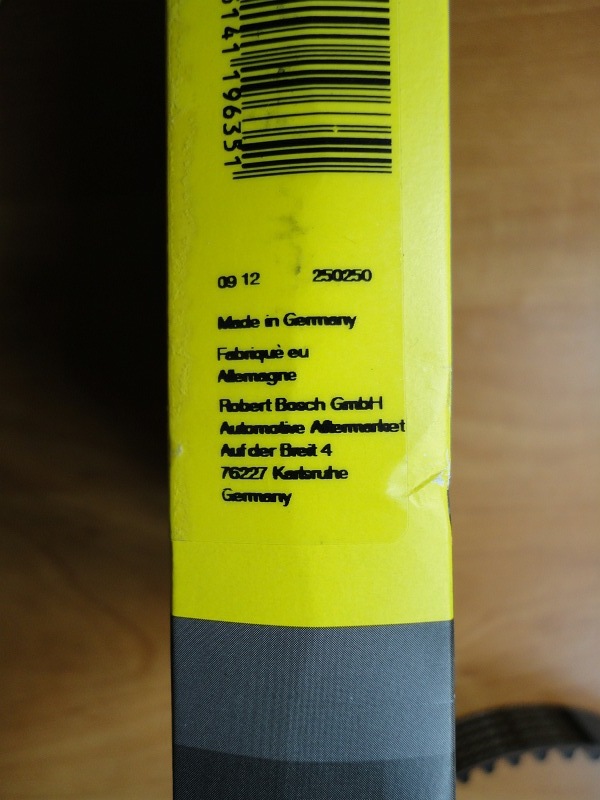 141196351
09 12 250250
Made in Germany
Fabriquè eu
Allemagne
Robert Bosch GmbH
Automotive Aftermarket
Auf der Breit 4
76227 Karlsruhe
Germany